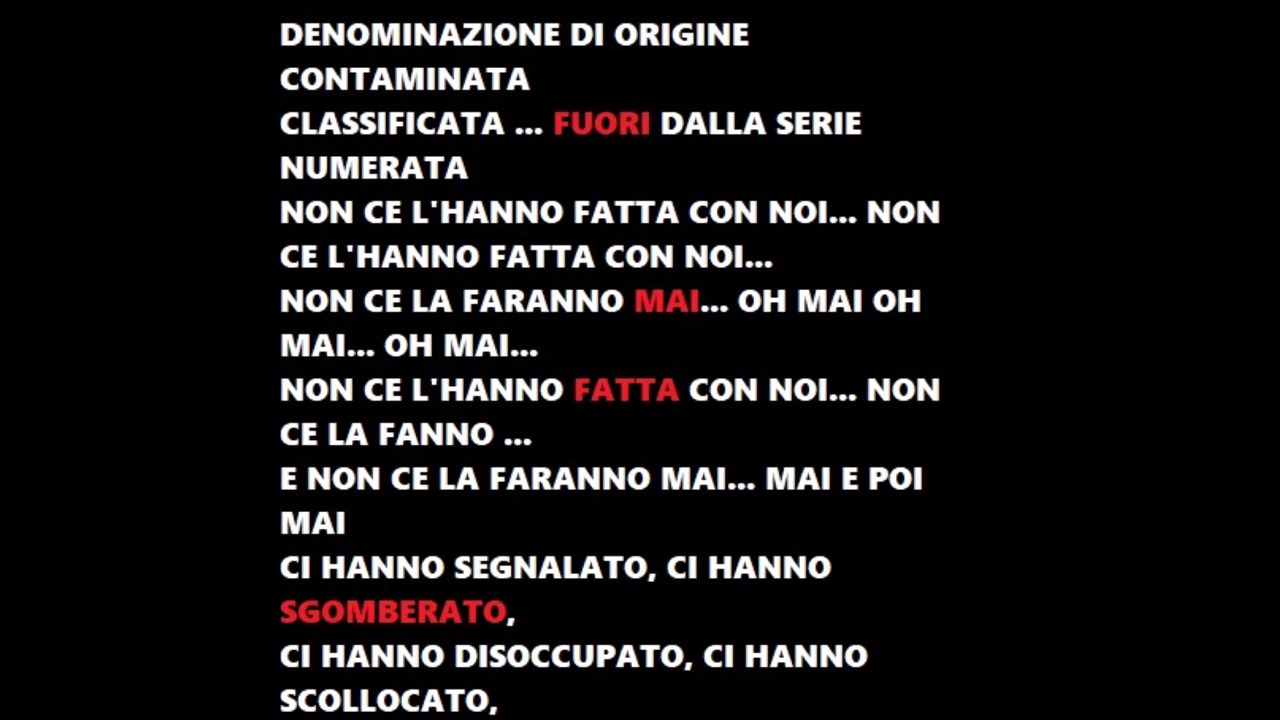 DENOMINAZIONE DI ORIGINE
CONTAMINATA
CLASSIFICATA ... FUORI DALLA SERIE
NUMERATA
NON CE L'HANNO FATTA CON NOI... NON
CE L'HANNO FATTA CON NOI...
NON CE LA FARANNO MAI... OH MAI OH
MAI... OH MAI...
NON CE L'HANNO FATTA CON NOI... NON
CE LA FANNO ...
E NON CE LA FARANNO MAI... MAI E POI
MAI
CI HANNO SEGNALATO, CI HANNO
SGOMBERATO,
CI HANNO DISOCCUPATO, CI HANNO
SCOLLOCATO,